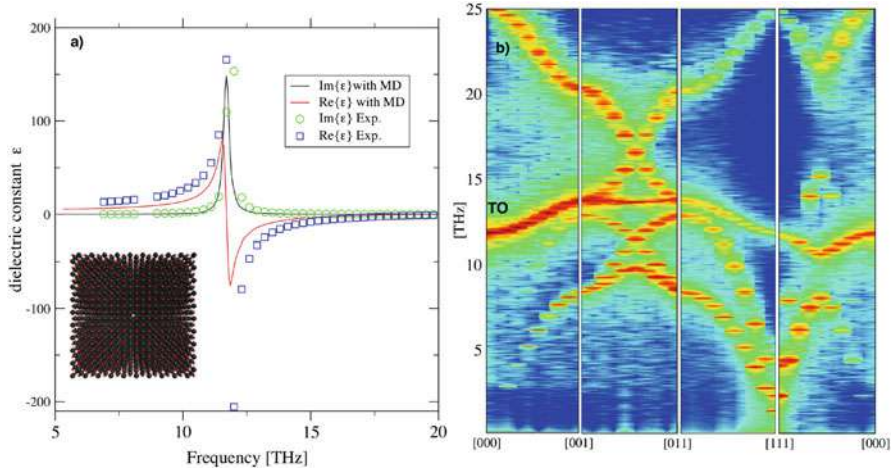 a)
200
100
0
-100
-200
5
10
15
20
dielectric constant ε
Frequency [THz]
Im{ε}with MD
Re{ε} with MD
Im{ε} Exp.
Re{ε} Exp.
b)
25
20
15
10
5
TO
[THz]
[000]
[001]
[011]
[111]
[000]